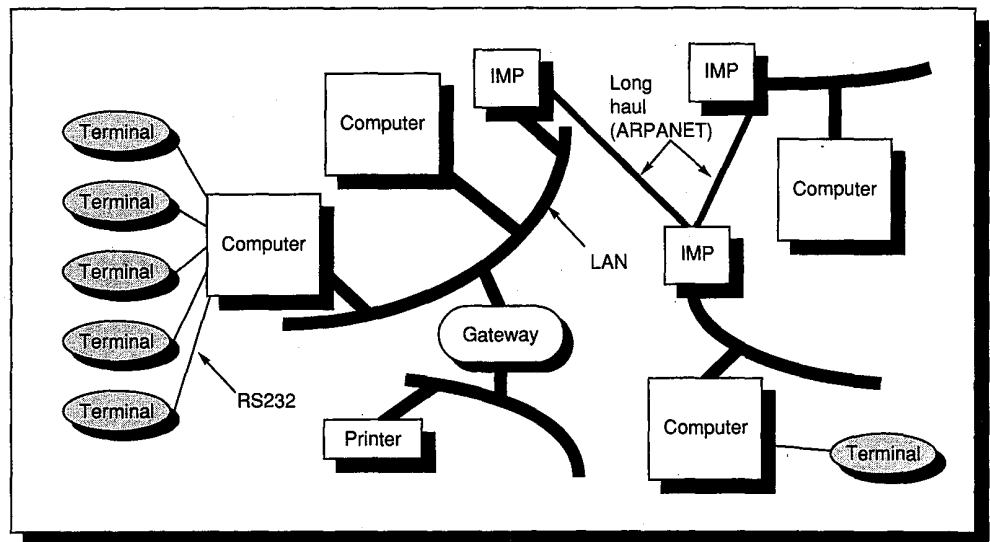 Terminal
Terminal
Terminal
Terminal
Terminal
Computer
RS232
Computer
IMP
LAN
Gateway
Printer
Long
haul
(ARPANET)
IMP
Computer
IMP
Computer
Terminal